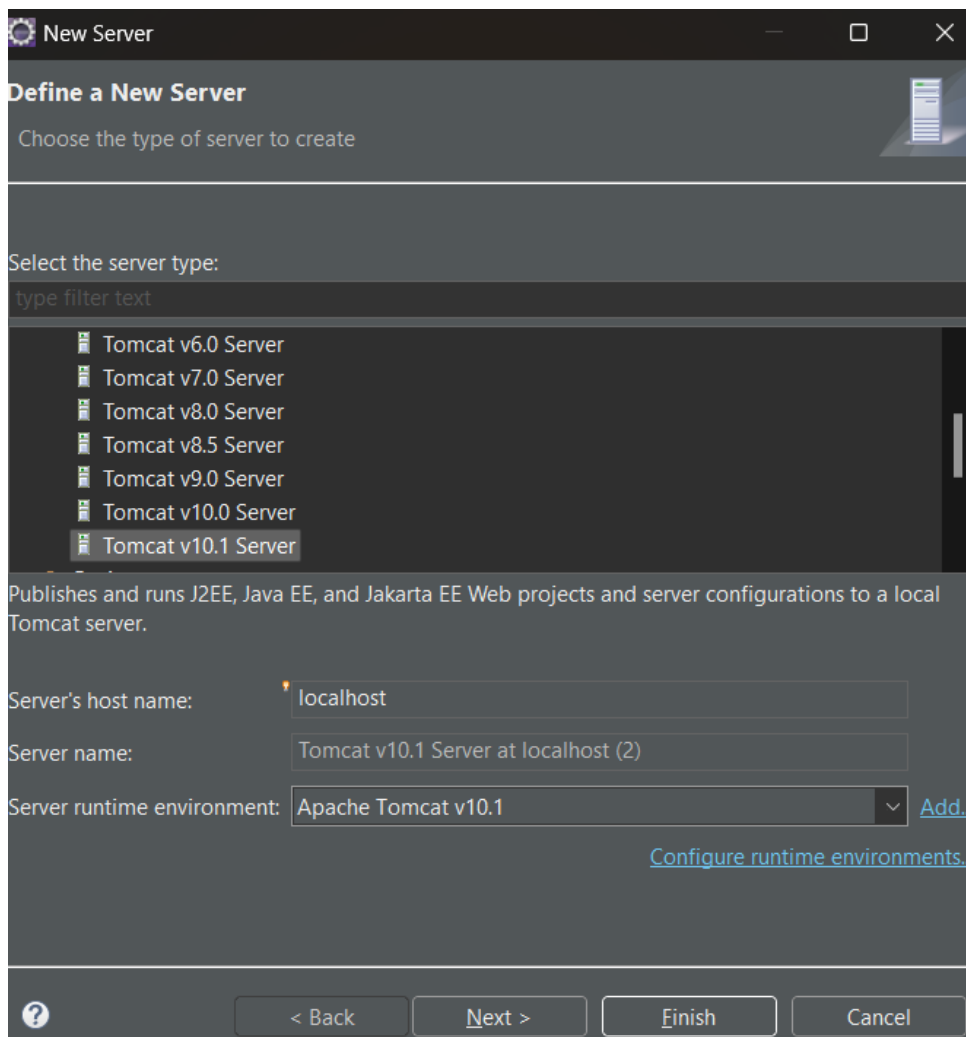 New Server
Define a New Server
Choose the type of server to create
Select the server type:
type filter text
Tomcat v6.0 Server
Tomcat v7.0 Server
Tomcat v8.0 Server
Tomcat v8.5 Server
Tomcat v9.0 Server
Tomcat v10.0 Server
Tomcat v10.1 Server
Publishes and runs J2EE, Java EE, and Jakarta EE Web projects and server configurations to a local
Tomcat server.
Server's host name: localhost
Server name: Tomcat v10.1 Server at localhost (2)
Server runtime environment: Apache Tomcat v10.1 Add.
Configure runtime environments.
< Back Next > Finish Cancel